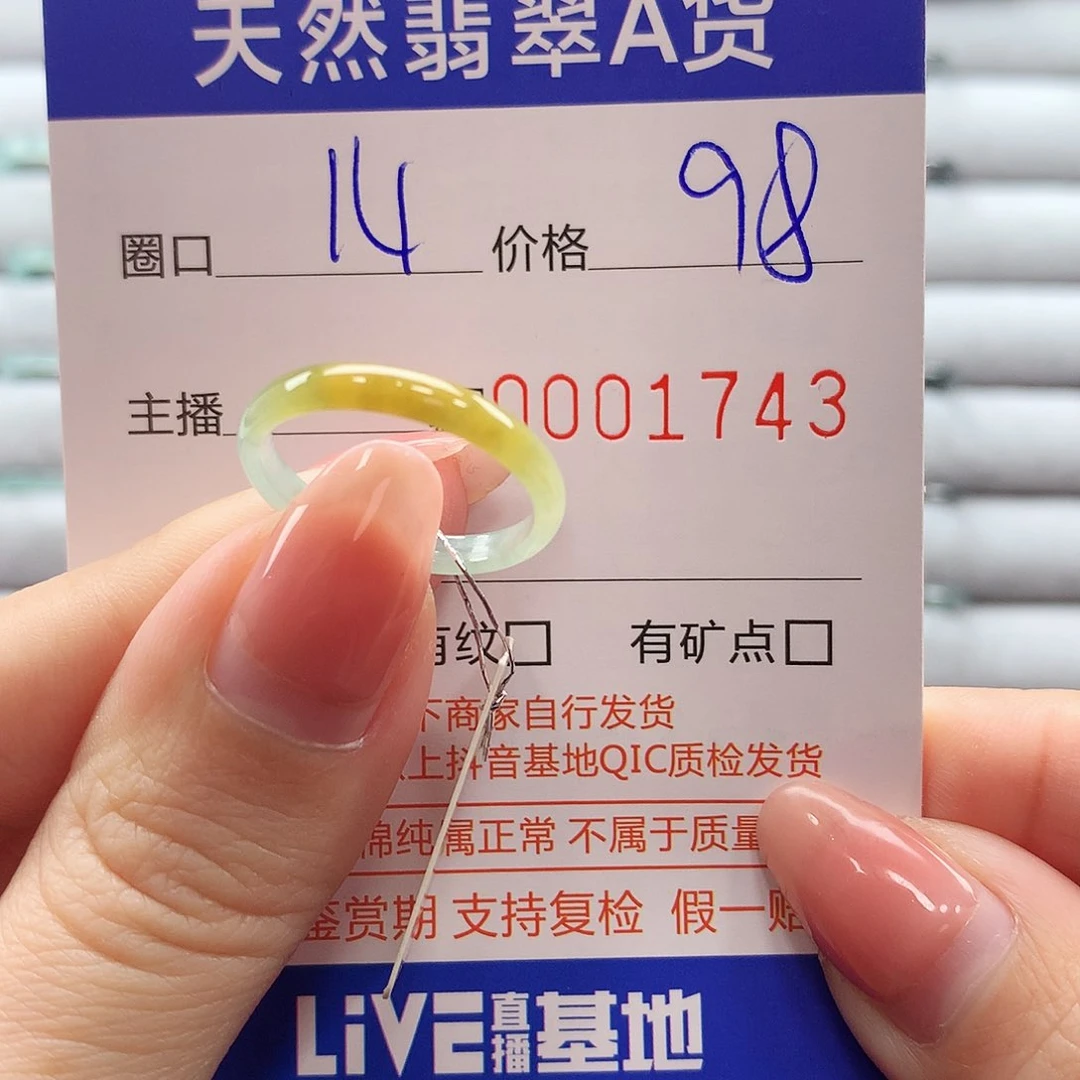 天然翡翠A货
圈口 14 价格 98
主播 0001743
有纹□ 有矿点□
下商家自行发货
以上抖音基地QIC质检发货
棉纯属正常 不属于质量
鉴赏期 支持复检 假一赔
LiVE直播基地